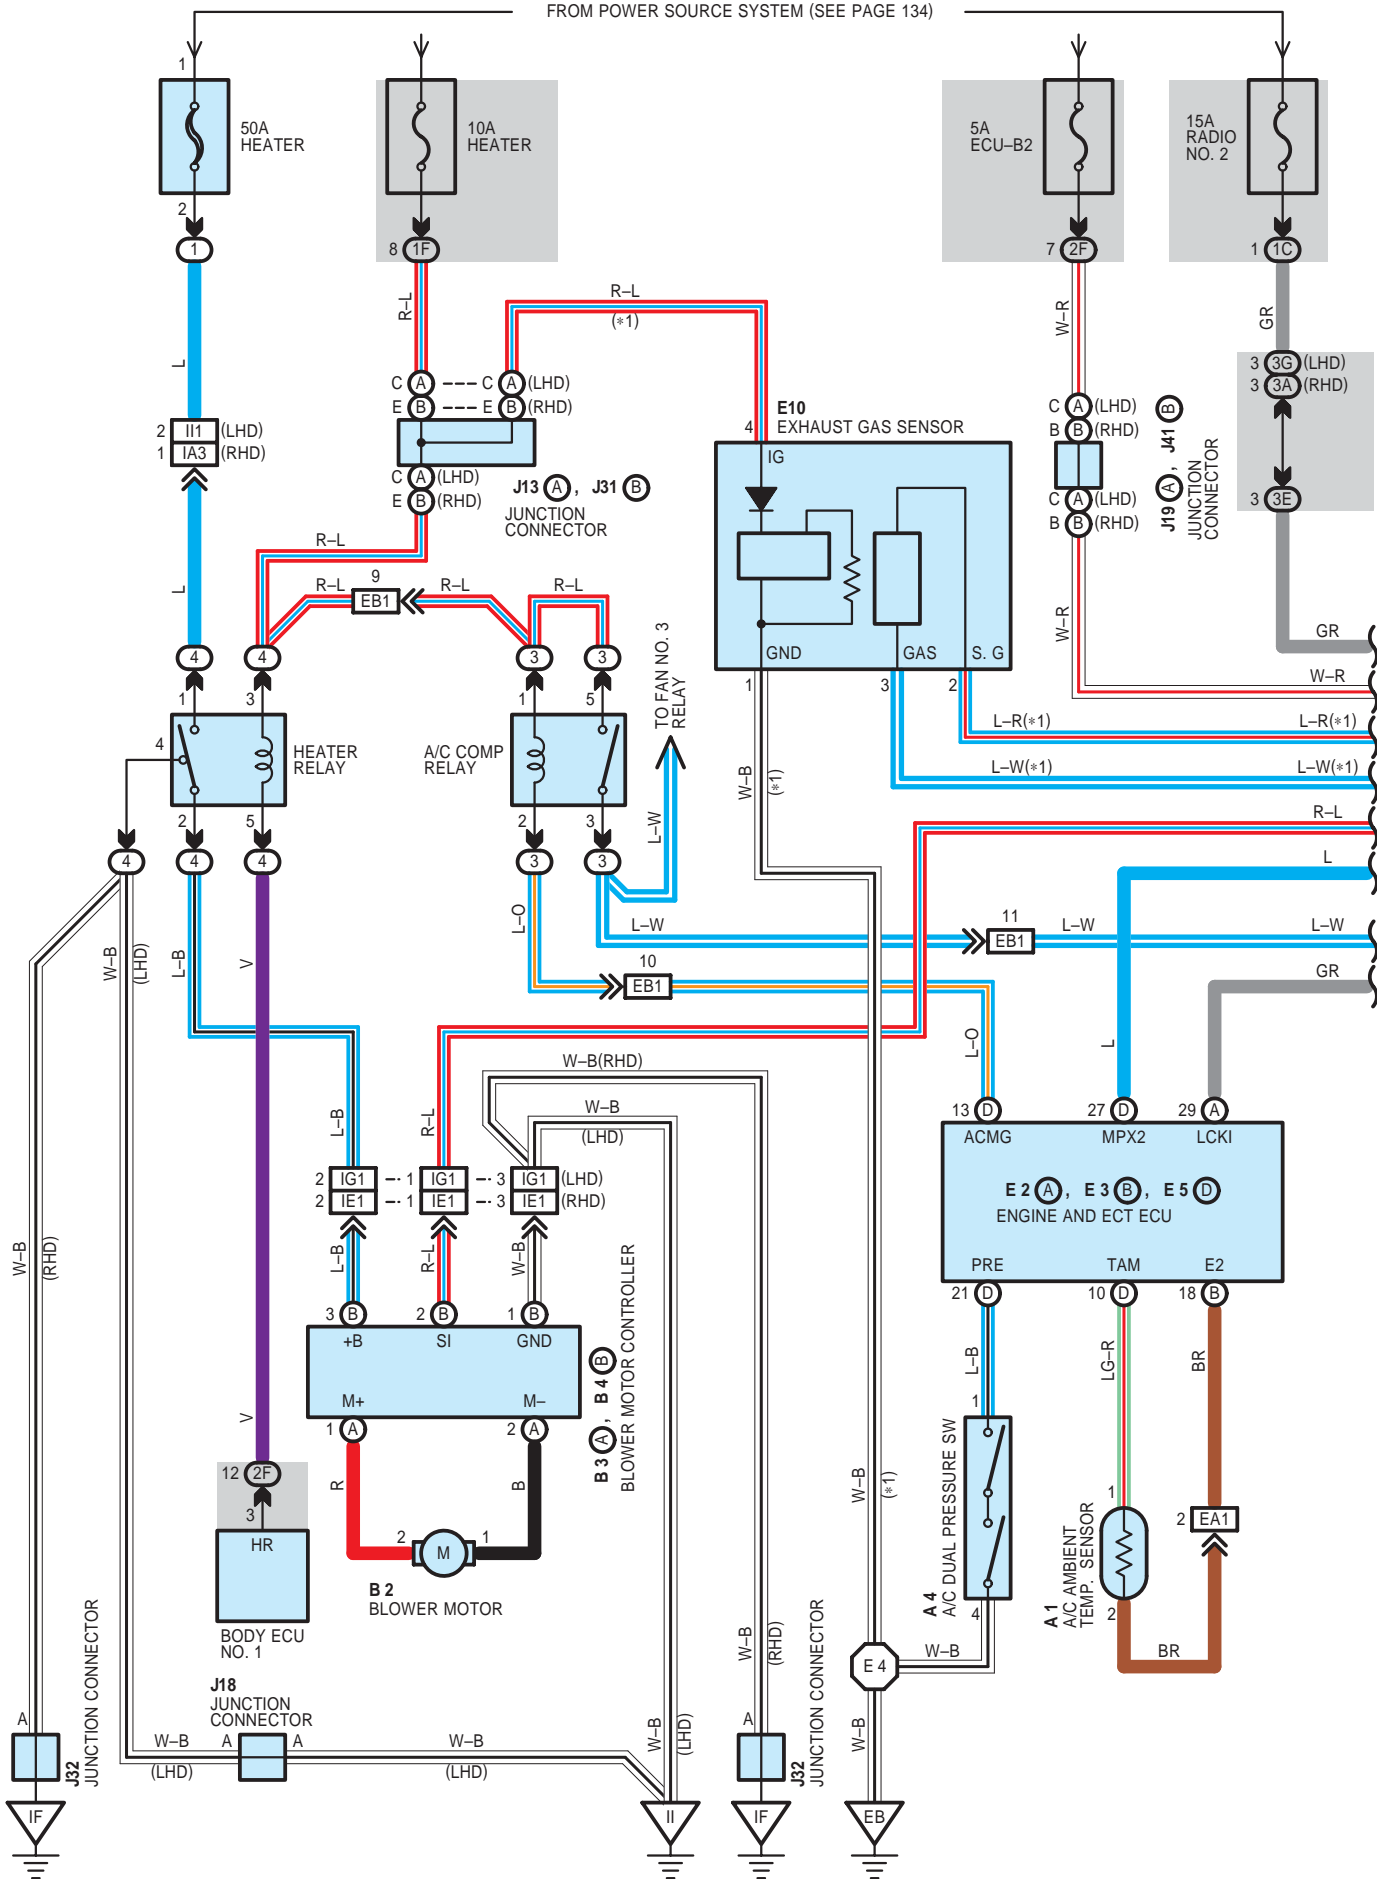 FROM POWER SOURCE SYSTEM (SEE PAGE 134)
1
50A
HEATER
10A
HEATER
5A
ECU–B2
15A
RADIO
NO. 2
2
1
8 1F
7 2F
1 1C
R–L
R–L
(*1)
W–R
GR
L
C A C A (LHD)
E B E B (RHD)
C A (LHD)
E B (RHD)
J13 A , J31 B
JUNCTION
CONNECTOR
2 II1 (LHD)
1 IA3 (RHD)
E10
EXHAUST GAS SENSOR
4
IG
GND
GAS
S. G
1
3
2
C A (LHD)
B B (RHD)
C A (LHD)
B B (RHD)
J19 A , J41 B
JUNCTION
CONNECTOR
3 3G (LHD)
3 3A (RHD)
3 3E
R–L
L
R–L
9
EB1
R–L
R–L
W–R
GR
W–R
L–R(*1)
L–R(*1)
L–W(*1)
L–W(*1)
R–L
L
L–W
GR
4
4
3
3
1
3
1
5
TO FAN NO. 3
RELAY
4
HEATER
RELAY
A/C COMP
RELAY
2
5
2
3
L–W
W–B
(*1)
4
4
4
3
3
W–B
(LHD)
L–B
V
L–O
L–W
11
EB1
L–W
10
EB1
L–O
L
W–B(RHD)
W–B
(LHD)
L–B
R–L
2 IG1 1 IG1 3 IG1 (LHD)
2 IE1 1 IE1 3 IE1 (RHD)
L–B
R–L
W–B
W–B
(RHD)
13 D
27 D
29 A
ACMG
MPX2
LCKI
E 2 A , E 3 B , E 5 D
ENGINE AND ECT ECU
PRE
TAM
E2
21 D
10 D
18 B
3 B
2 B
1 B
+B
SI
GND
M+
M–
1 A
2 A
B 3 A , B 4 B
BLOWER MOTOR CONTROLLER
V
R
B
2
M
1
B 2
BLOWER MOTOR
12 2F
3
HR
BODY ECU
NO. 1
L–B
LG–R
BR
1
A 4
A/C DUAL PRESSURE SW
4
1
A 1
A/C AMBIENT
TEMP. SENSOR
2
2 EA1
BR
W–B
(*1)
E 4
W–B
W–B
J18
JUNCTION
CONNECTOR
A
A
W–B
(LHD)
W–B
(LHD)
W–B
(LHD)
W–B
(RHD)
A
J32
JUNCTION CONNECTOR
A
J32
JUNCTION CONNECTOR
IF
II
IF
EB